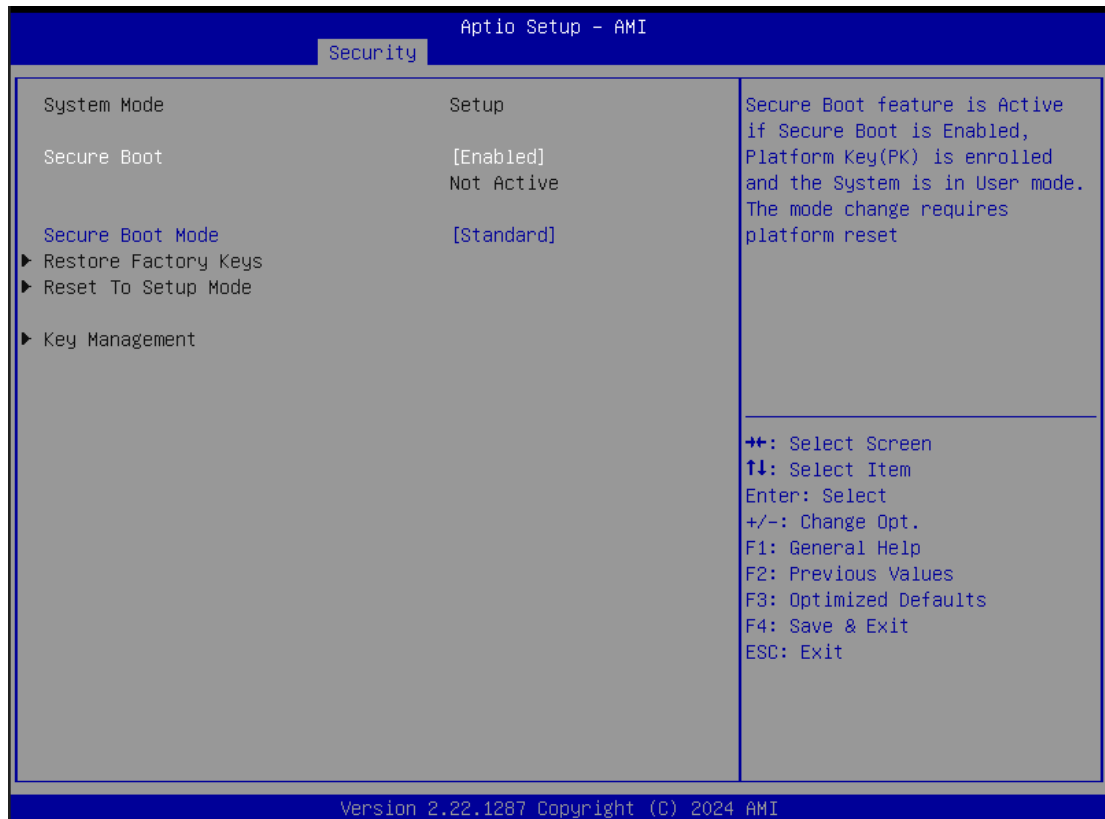 Aptio Setup – AMI
Security
System Mode Setup
Secure Boot [Enabled]
Not Active
Secure Boot Mode [Standard]
▶ Restore Factory Keys
▶ Reset To Setup Mode
▶ Key Management
Secure Boot feature is Active
if Secure Boot is Enabled,
Platform Key(PK) is enrolled
and the System is in User mode.
The mode change requires
platform reset
→←: Select Screen
↑↓: Select Item
Enter: Select
+/-: Change Opt.
F1: General Help
F2: Previous Values
F3: Optimized Defaults
F4: Save & Exit
ESC: Exit
Version 2.22.1287 Copyright (C) 2024 AMI